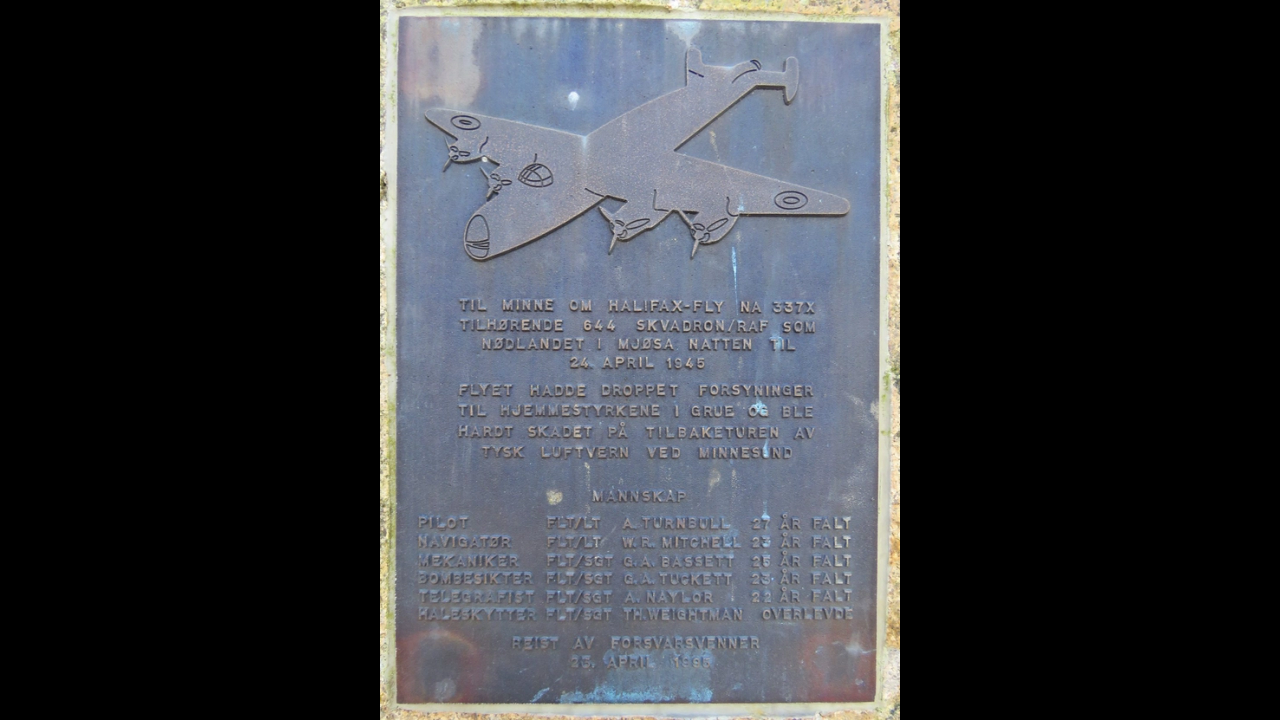 TIL MINNE OM HALIFAX-FLY NA 337X
TILHØRENDE 644 SKVADRON/RAF SOM
NØDLANDET I MJØSA NATTEN TIL
24. APRIL 1945
FLYET HADDE DROPPET FORSYNINGER
TIL HJEMMESTYRKENE I GRUE OG BLE
HARDT SKADET PÅ TILBAKETUREN AV
TYSK LUFTVERN VED MINNESUND
MANNSKAP
PILOT FLT/LT A. TURNBULL 27 ÅR FALT
NAVIGATØR FLT/LT W.R. MITCHELL 23 ÅR FALT
MEKANIKER FLT/SGT G.A. BASSETT 25 ÅR FALT
BOMBESIKTER FLT/SGT G.A. TUCKETT 23 ÅR FALT
TELEGRAFIST FLT/SGT A. NAYLOR 22 ÅR FALT
HALESKYTTER FLT/SGT TH.WEIGHTMAN OVERLEVDE
REIST AV FORSVARSVENNER
23. APRIL